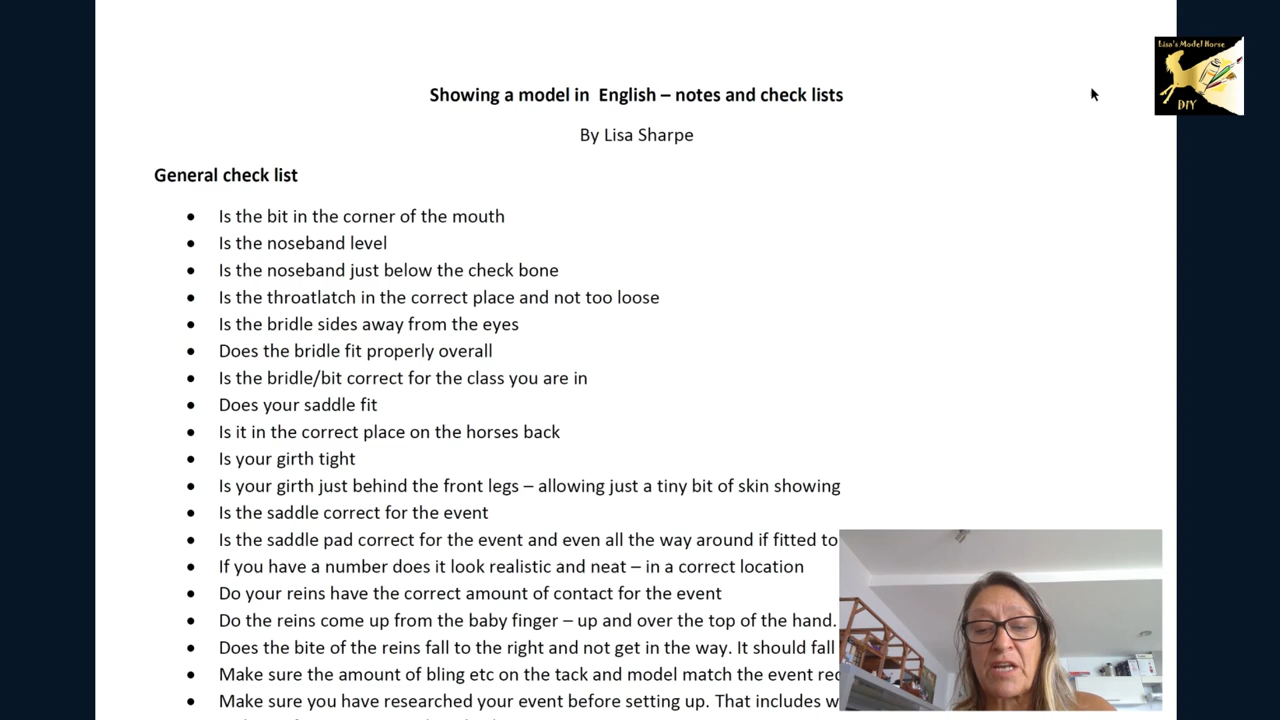 Lisa's Model Horse
DIY
Showing a model in English – notes and check lists
By Lisa Sharpe
General check list
• Is the bit in the corner of the mouth
• Is the noseband level
• Is the noseband just below the check bone
• Is the throatlatch in the correct place and not too loose
• Is the bridle sides away from the eyes
• Does the bridle fit properly overall
• Is the bridle/bit correct for the class you are in
• Does your saddle fit
• Is it in the correct place on the horses back
• Is your girth tight
• Is your girth just behind the front legs – allowing just a tiny bit of skin showing
• Is the saddle correct for the event
• Is the saddle pad correct for the event and even all the way around if fitted to
• If you have a number does it look realistic and neat – in a correct location
• Do your reins have the correct amount of contact for the event
• Do the reins come up from the baby finger – up and over the top of the hand.
• Does the bite of the reins fall to the right and not get in the way. It should fall
• Make sure the amount of bling etc on the tack and model match the event
• Make sure you have researched your event before setting up. That includes